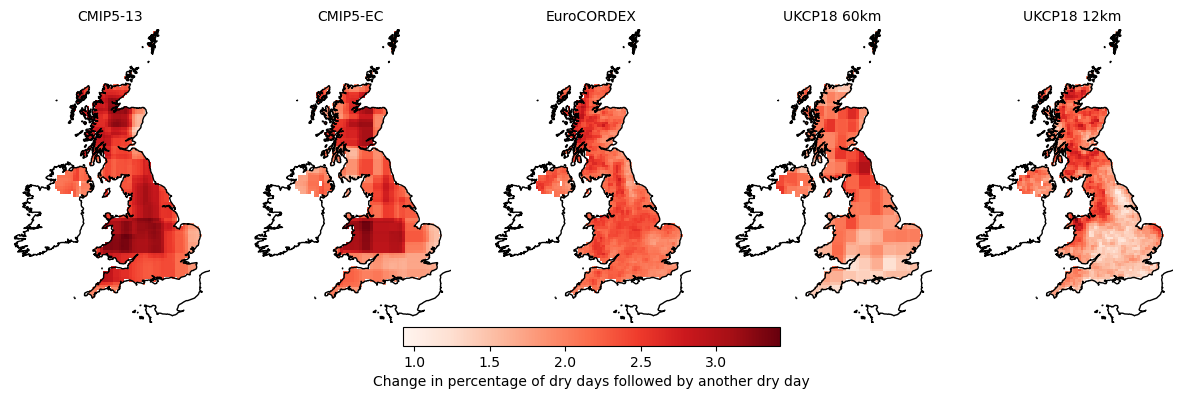 CMIP5-13
CMIP5-EC
EuroCORDEX
UKCP18 60km
UKCP18 12km
1.0
1.5
2.0
2.5
3.0
Change in percentage of dry days followed by another dry day